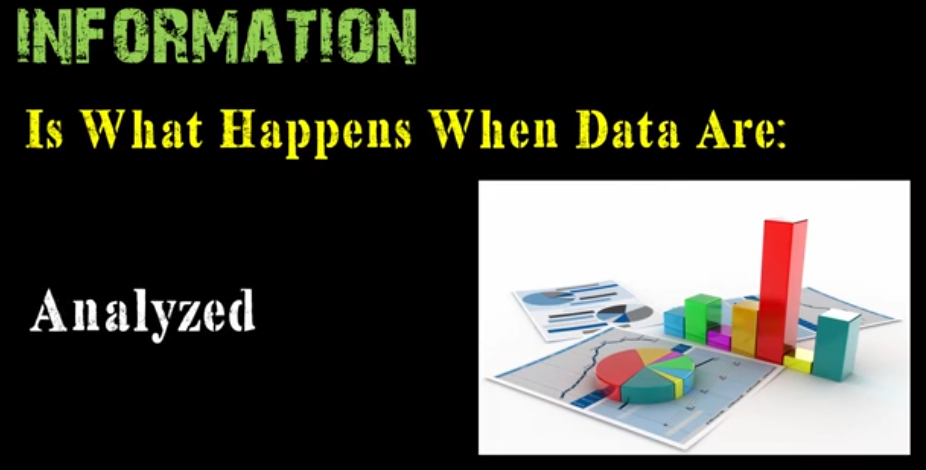 INFORMATION
Is What Happens When Data Are:
Analyzed